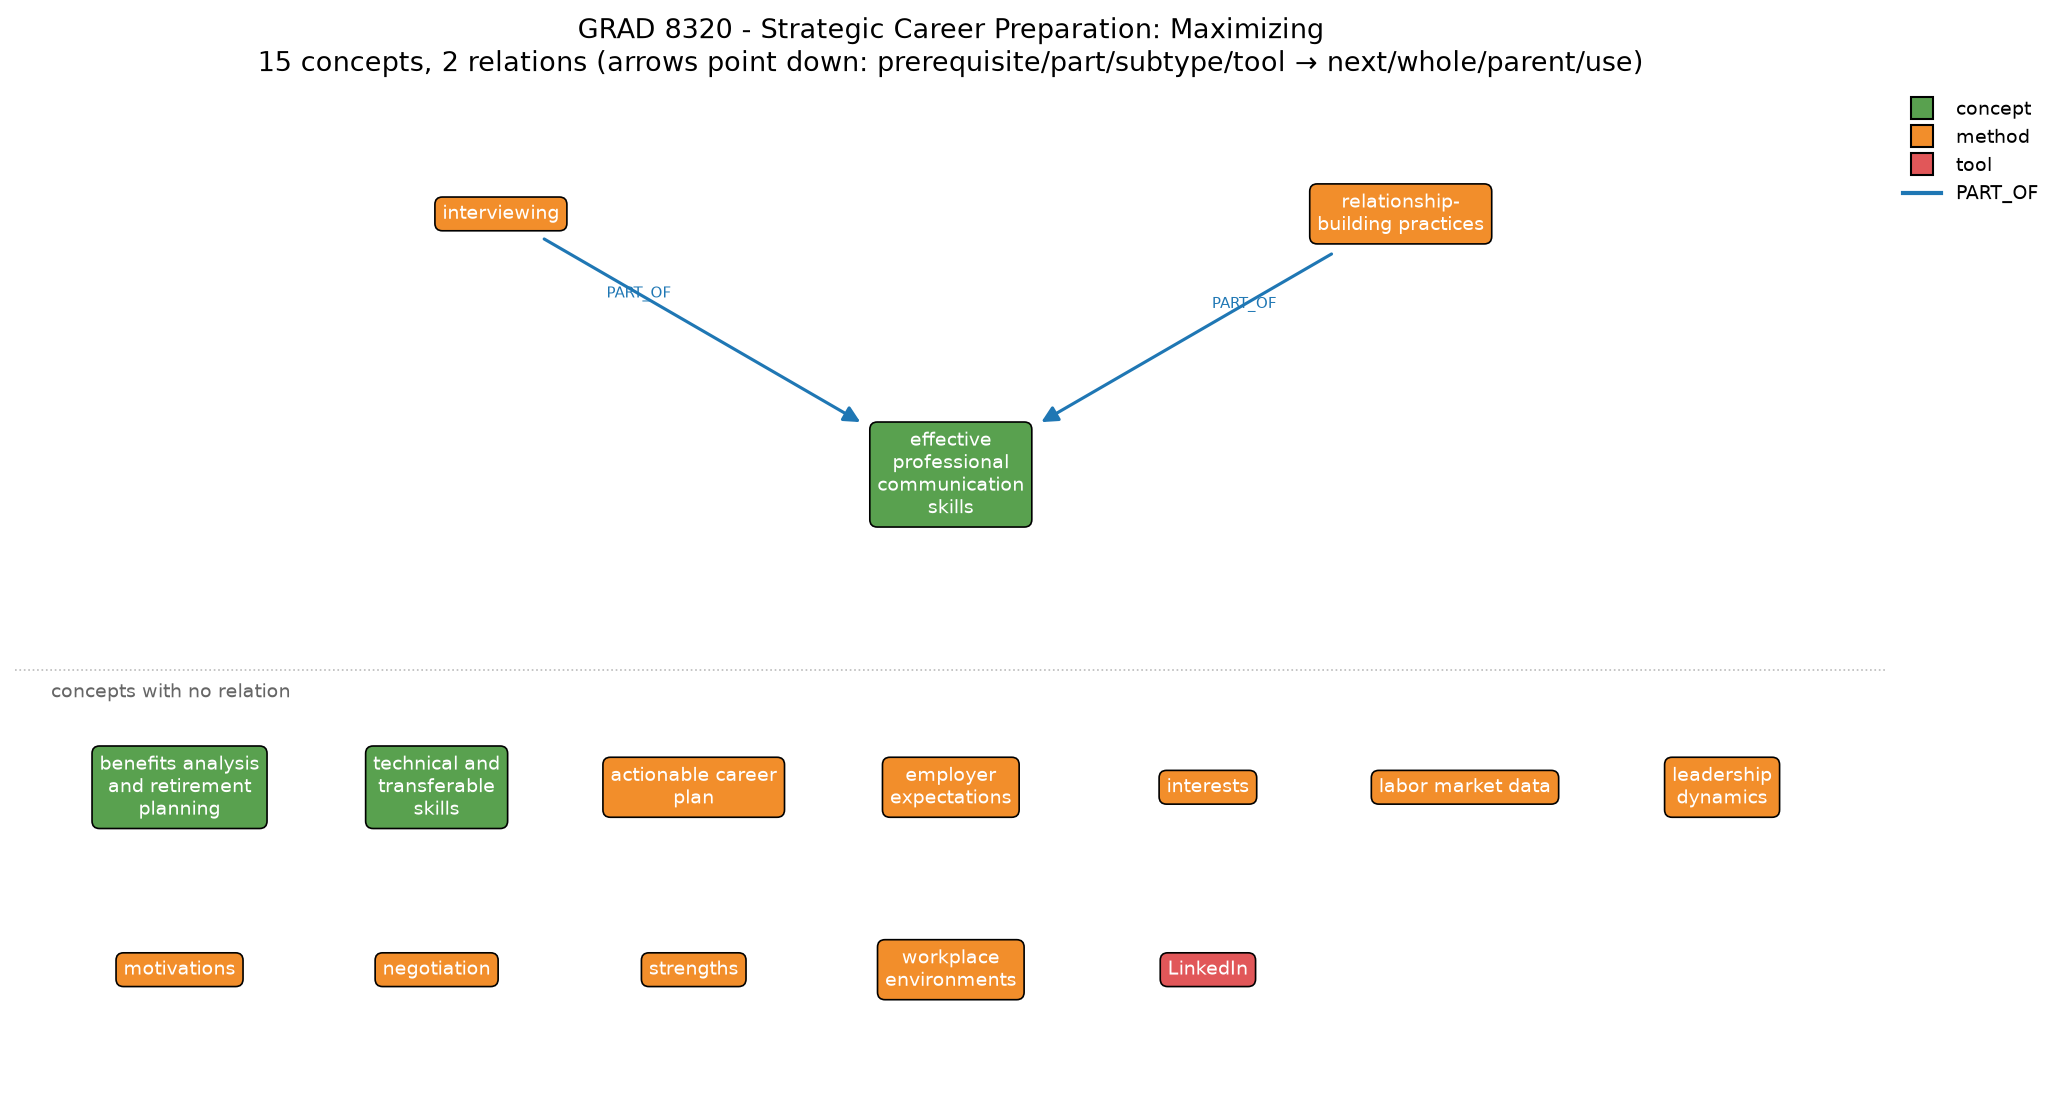 GRAD 8320 - Strategic Career Preparation: Maximizing
15 concepts, 2 relations (arrows point down: prerequisite/part/subtype/tool → next/whole/parent/use)
concept
method
tool
PART_OF
interviewing
relationship-
building practices
PART_OF
PART_OF
effective
professional
communication
skills
concepts with no relation
benefits analysis
and retirement
planning
technical and
transferable
skills
actionable career
plan
employer
expectations
interests
labor market data
leadership
dynamics
motivations
negotiation
strengths
workplace
environments
LinkedIn